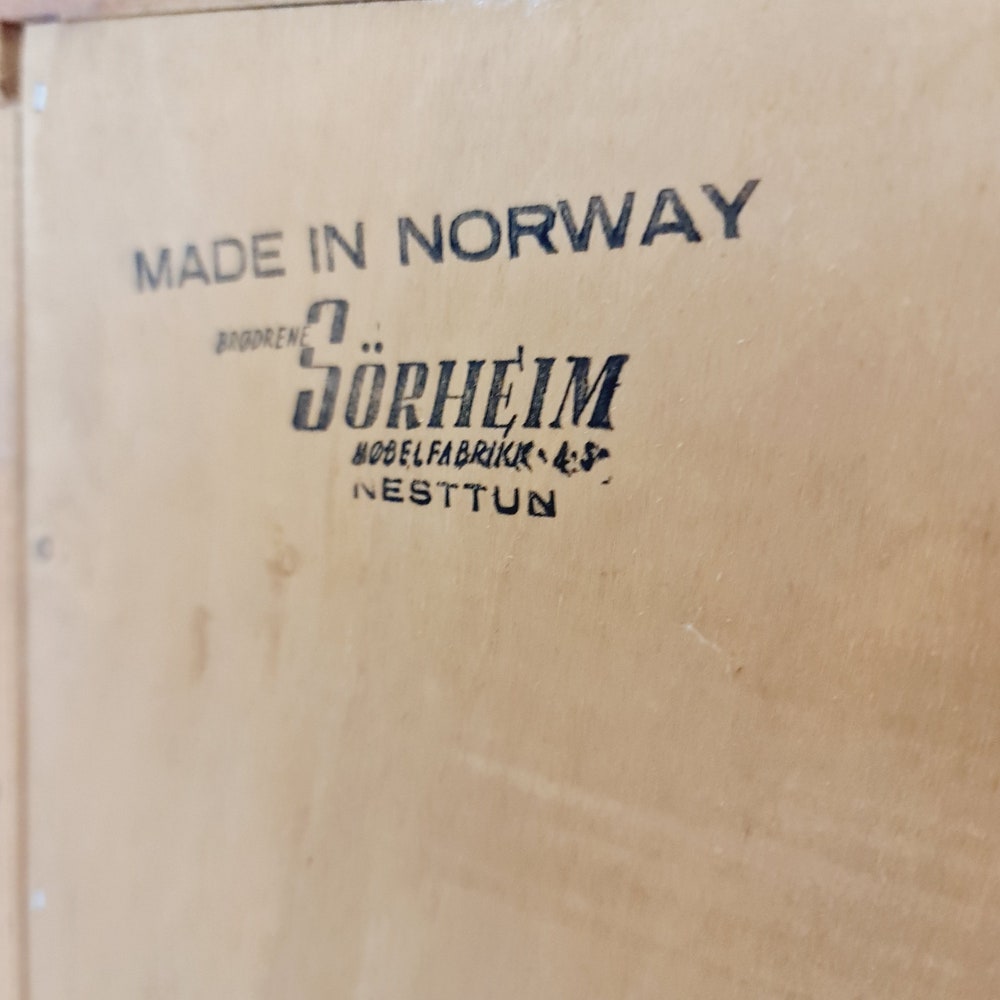 MADE IN NORWAY
BRØDRENE SÖRHEIM
MØBELFABRIKK · A.S
NESTTUN